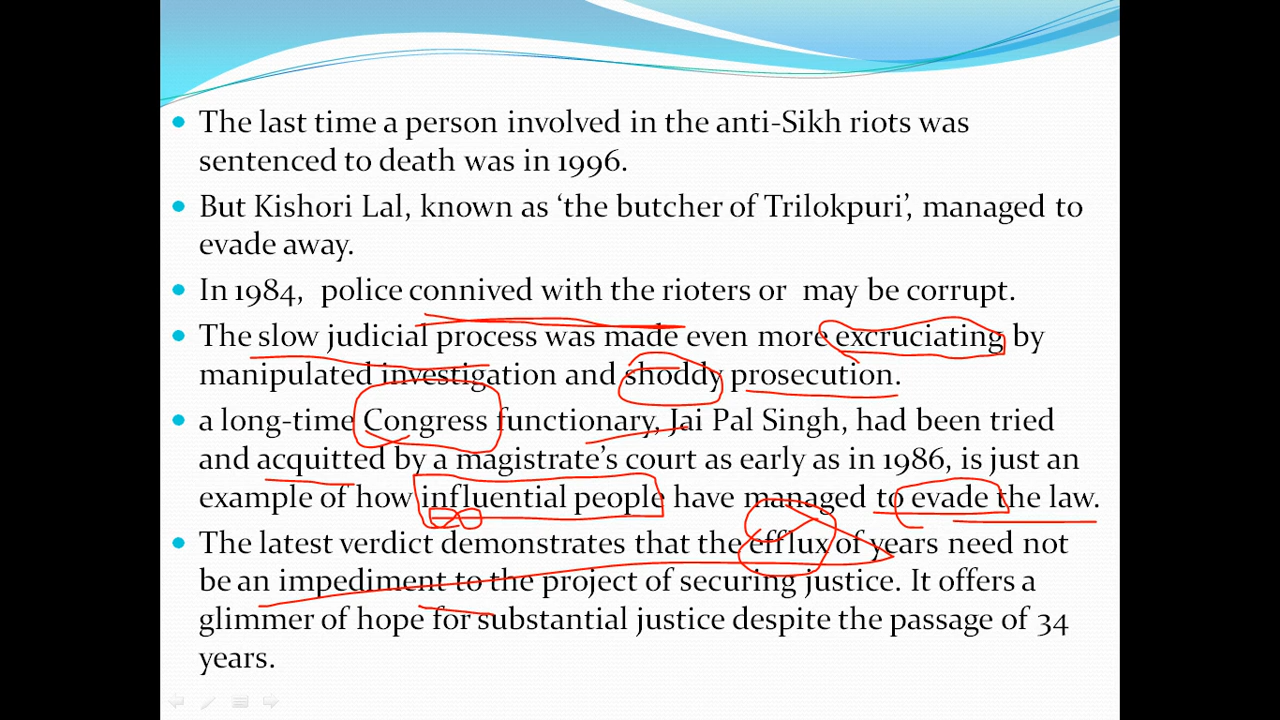 The last time a person involved in the anti-Sikh riots was
sentenced to death was in 1996.
But Kishori Lal, known as ‘the butcher of Trilokpuri’, managed to
evade away.
In 1984, police connived with the rioters or may be corrupt.
The slow judicial process was made even more excruciating by
manipulated investigation and shoddy prosecution.
a long-time Congress functionary, Jai Pal Singh, had been tried
and acquitted by a magistrate’s court as early as in 1986, is just an
example of how influential people have managed to evade the law.
The latest verdict demonstrates that the efflux of years need not
be an impediment to the project of securing justice. It offers a
glimmer of hope for substantial justice despite the passage of 34
years.